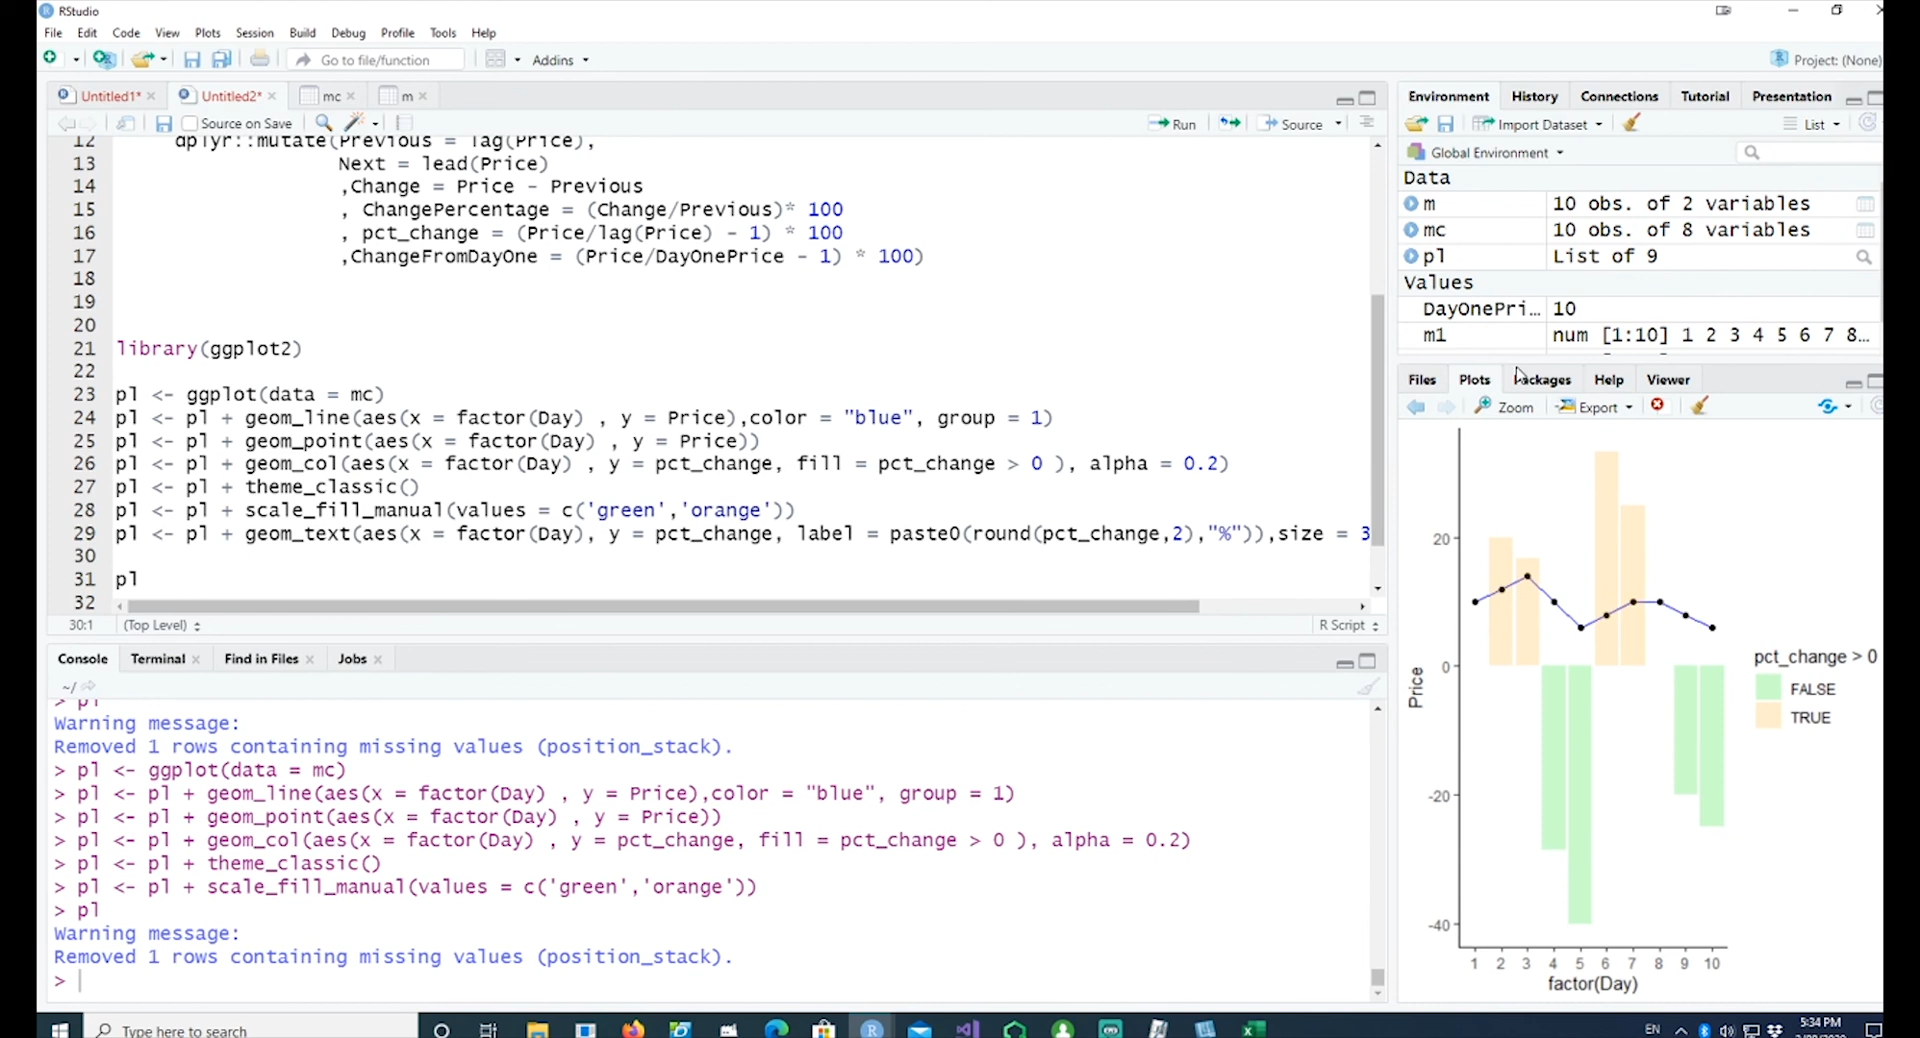 RStudio
File Edit Code View Plots Session Build Debug Profile Tools Help
Go to file/function Addins Project: (None)
Untitled1* Untitled2* mc m
Source on Save Run Source
12 dplyr::mutate(Previous = lag(Price),
13 Next = lead(Price)
14 ,Change = Price - Previous
15 , ChangePercentage = (Change/Previous)* 100
16 , pct_change = (Price/lag(Price) - 1) * 100
17 ,ChangeFromDayOne = (Price/DayOnePrice - 1) * 100)
18
19
20
21 library(ggplot2)
22
23 pl <- ggplot(data = mc)
24 pl <- pl + geom_line(aes(x = factor(Day) , y = Price),color = "blue", group = 1)
25 pl <- pl + geom_point(aes(x = factor(Day) , y = Price))
26 pl <- pl + geom_col(aes(x = factor(Day) , y = pct_change, fill = pct_change > 0 ), alpha = 0.2)
27 pl <- pl + theme_classic()
28 pl <- pl + scale_fill_manual(values = c('green','orange'))
29 pl <- pl + geom_text(aes(x = factor(Day), y = pct_change, label = paste0(round(pct_change,2),"%")),size = 3
30
31 pl
32
30:1 (Top Level) R Script
Console Terminal Find in Files Jobs
~/
> pl
Warning message:
Removed 1 rows containing missing values (position_stack).
> pl <- ggplot(data = mc)
> pl <- pl + geom_line(aes(x = factor(Day) , y = Price),color = "blue", group = 1)
> pl <- pl + geom_point(aes(x = factor(Day) , y = Price))
> pl <- pl + geom_col(aes(x = factor(Day) , y = pct_change, fill = pct_change > 0 ), alpha = 0.2)
> pl <- pl + theme_classic()
> pl <- pl + scale_fill_manual(values = c('green','orange'))
> pl
Warning message:
Removed 1 rows containing missing values (position_stack).
>
Environment History Connections Tutorial Presentation
Import Dataset List
Global Environment
Data
m 10 obs. of 2 variables
mc 10 obs. of 8 variables
pl List of 9
Values
DayOnePri… 10
m1 num [1:10] 1 2 3 4 5 6 7 8…
Files Plots Packages Help Viewer
Zoom Export
20
0
-20
-40
Price
1 2 3 4 5 6 7 8 9 10
factor(Day)
pct_change > 0
FALSE
TRUE
Type here to search
EN
5:34 PM